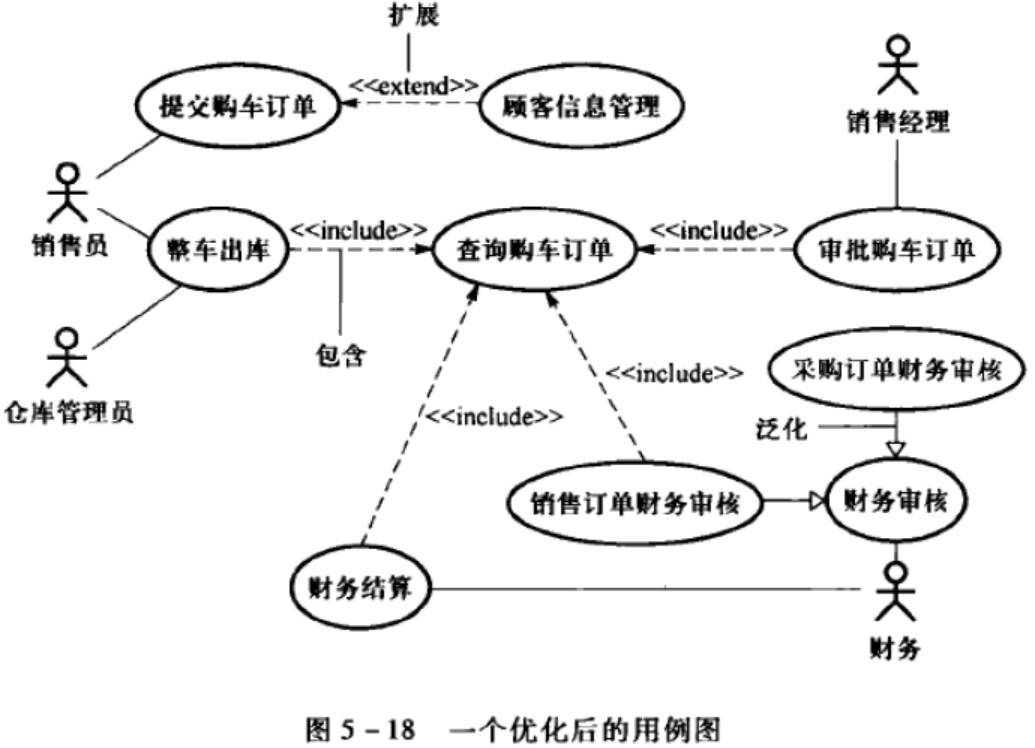 扩展
提交购车订单
<<extend>>
顾客信息管理
销售经理
销售员
整车出库
<<include>>
查询购车订单
<<include>>
审批购车订单
包含
仓库管理员
<<include>>
<<include>>
采购订单财务审核
泛化
销售订单财务审核
财务审核
财务结算
财务
图 5-18 一个优化后的用例图